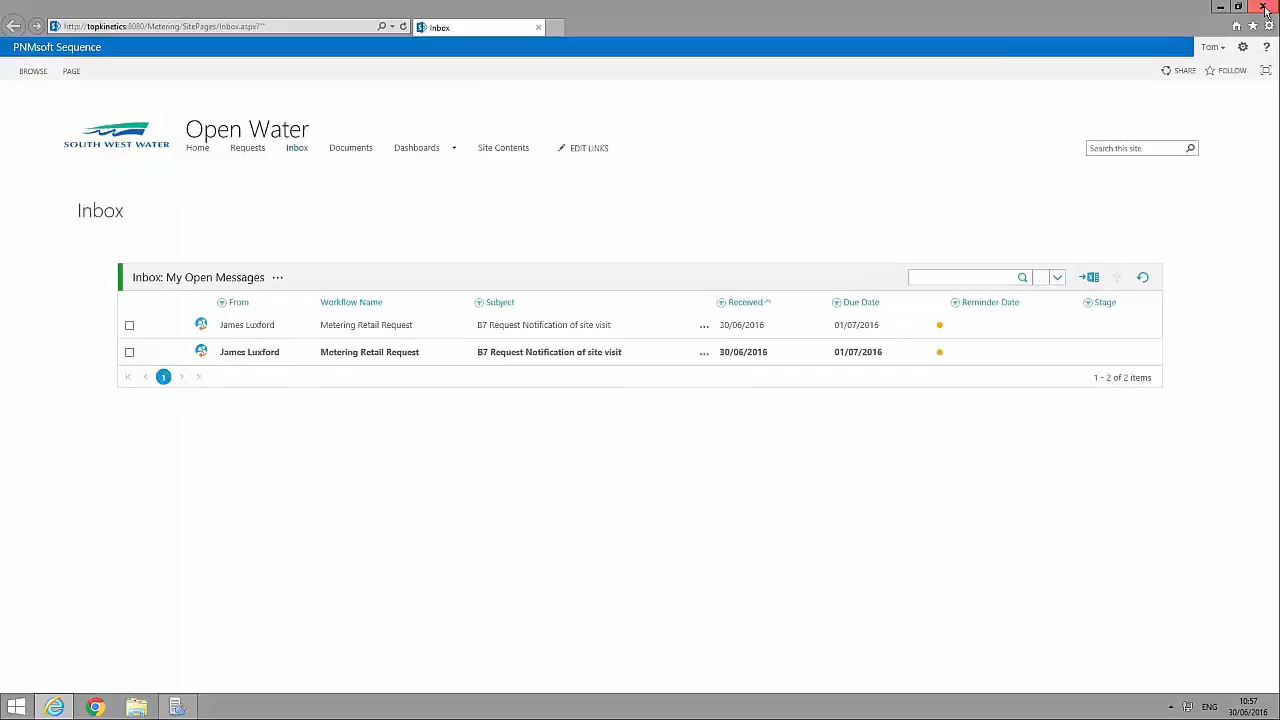 http://topkinetics:8080/Metering/SitePages/Inbox.aspx?
Inbox
PNMsoft Sequence
Tom
?
BROWSE
PAGE
SHARE
FOLLOW
SOUTH WEST WATER
Open Water
Home
Requests
Inbox
Documents
Dashboards
Site Contents
EDIT LINKS
Search this site
Inbox
Inbox: My Open Messages ...
From Workflow Name Subject Received Due Date Reminder Date Stage
James Luxford Metering Retail Request B7 Request Notification of site visit ... 30/06/2016 01/07/2016
James Luxford Metering Retail Request B7 Request Notification of site visit ... 30/06/2016 01/07/2016
1
1 - 2 of 2 items
ENG
10:57
30/06/2016